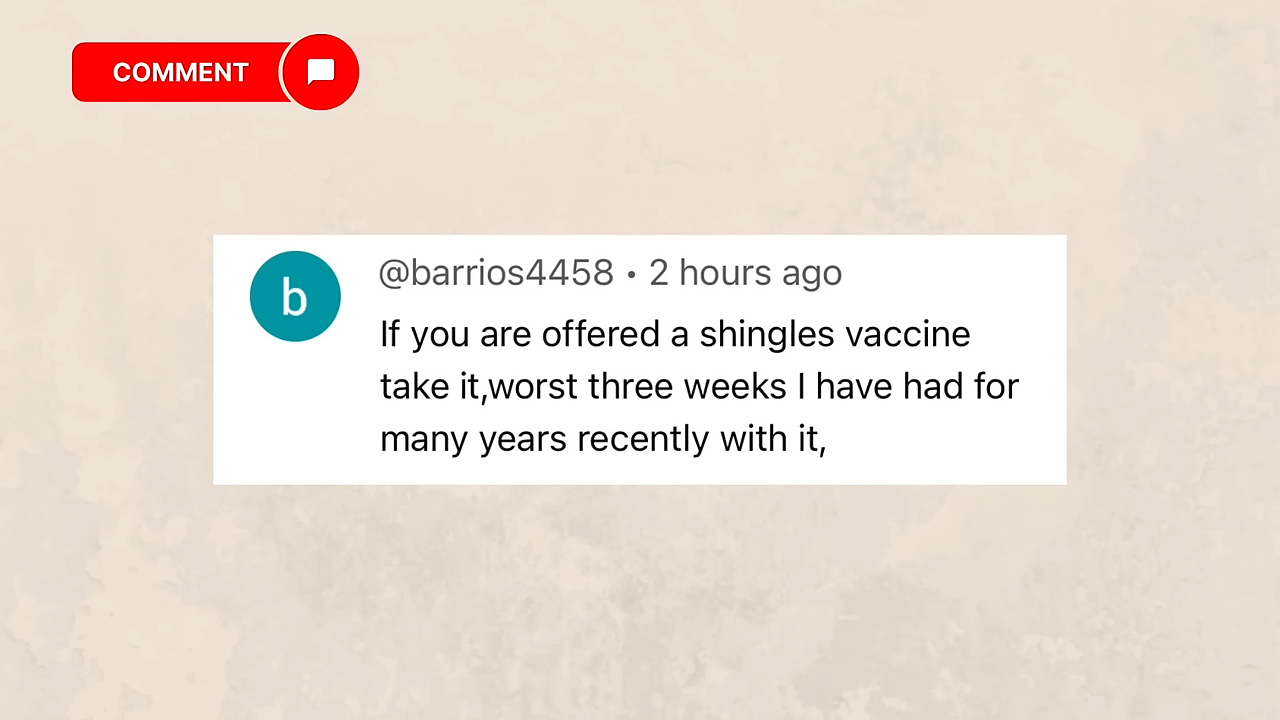 COMMENT
b
@barrios4458 • 2 hours ago
If you are offered a shingles vaccine
take it,worst three weeks I have had for
many years recently with it,